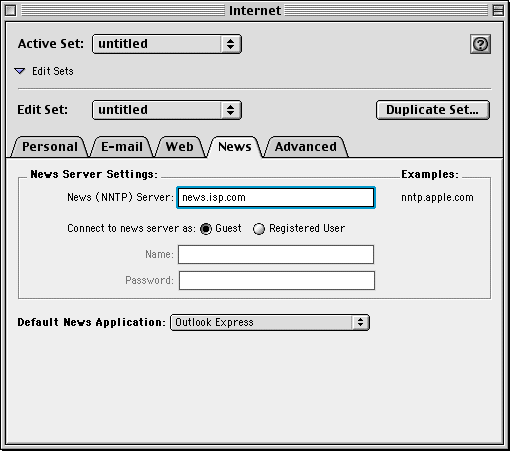 Internet
Active Set: untitled
?
Edit Sets
Edit Set: untitled Duplicate Set...
Personal E-mail Web News Advanced
News Server Settings: Examples:
News (NNTP) Server: news.isp.com nntp.apple.com
Connect to news server as: Guest Registered User
Name:
Password:
Default News Application: Outlook Express